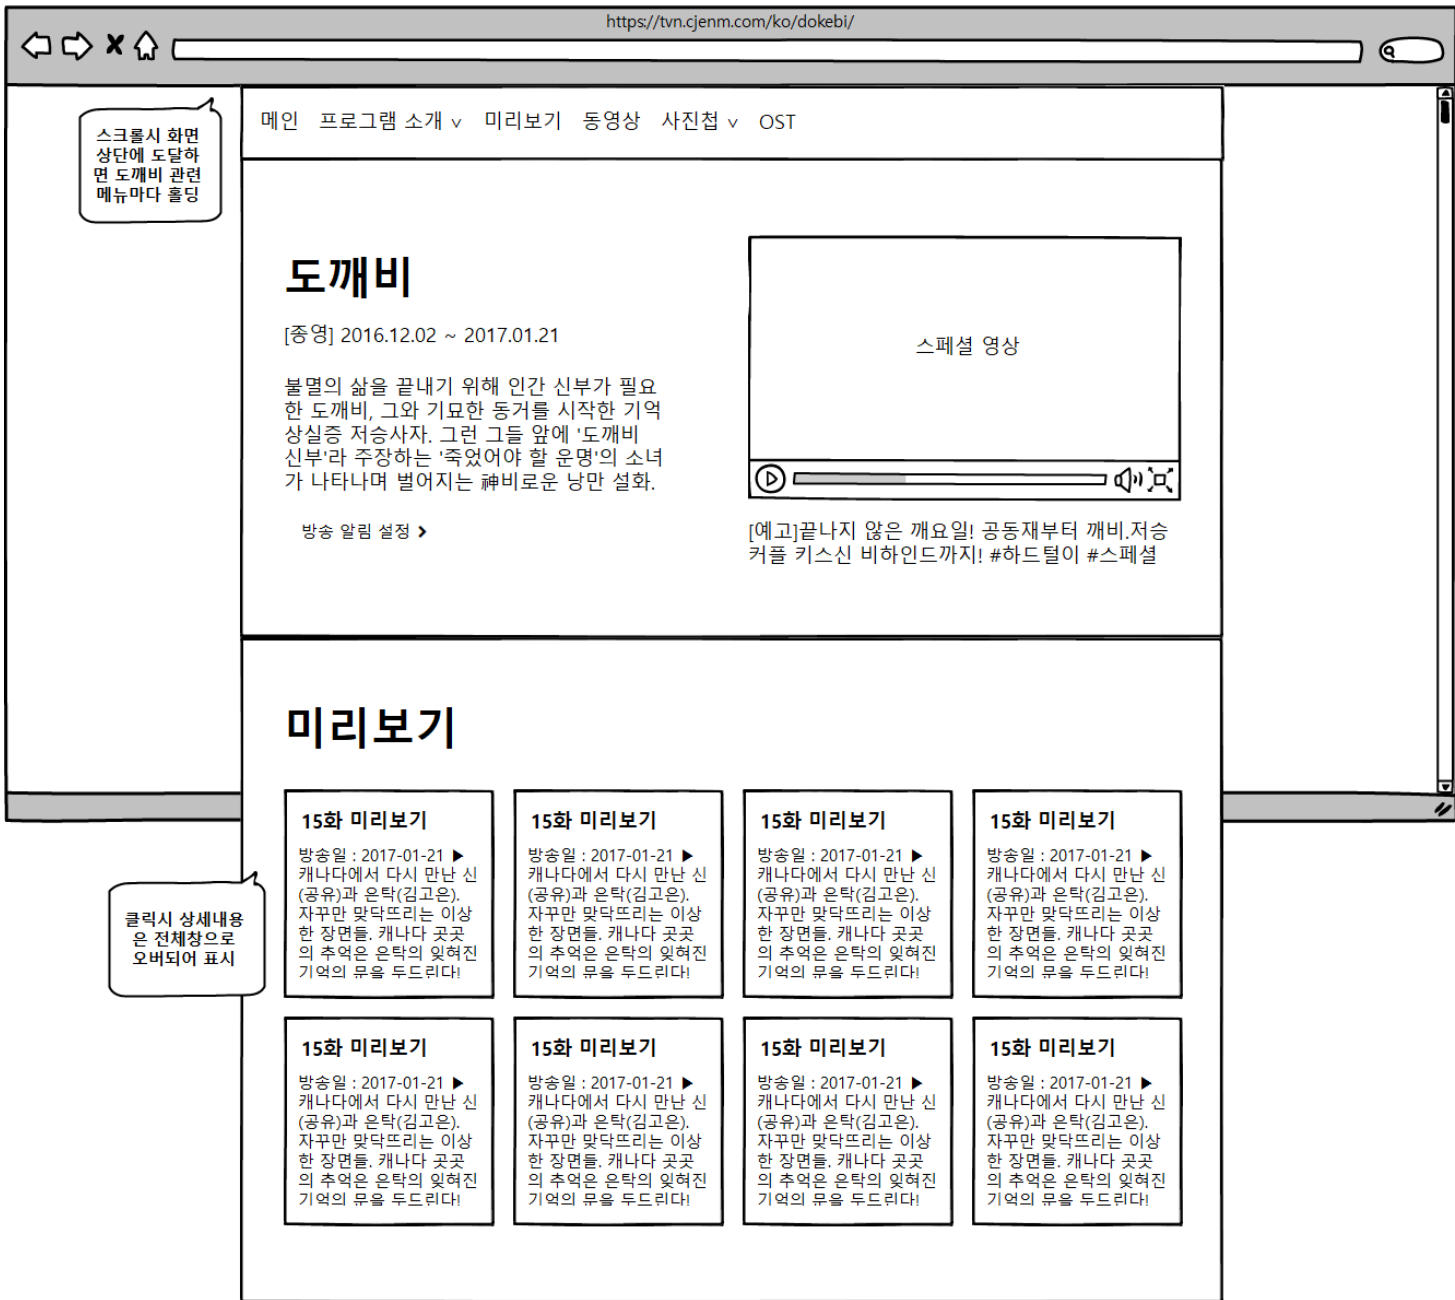 https://tvn.cjenm.com/ko/dokebi/
메인 프로그램 소개 ∨ 미리보기 동영상 사진첩 ∨ OST
스크롤시 화면
상단에 도달하
면 도깨비 관련
메뉴마다 홀딩
도깨비
[종영] 2016.12.02 ~ 2017.01.21
불멸의 삶을 끝내기 위해 인간 신부가 필요
한 도깨비, 그와 기묘한 동거를 시작한 기억
상실증 저승사자. 그런 그들 앞에 '도깨비
신부'라 주장하는 '죽었어야 할 운명'의 소녀
가 나타나며 벌어지는 神비로운 낭만 설화.
방송 알림 설정
스페셜 영상
[예고]끝나지 않은 깨요일! 공동재부터 깨비.저승
커플 키스신 비하인드까지! #하드털이 #스페셜
미리보기
15화 미리보기
방송일 : 2017-01-21 ▶
캐나다에서 다시 만난 신
(공유)과 은탁(김고은).
자꾸만 맞닥뜨리는 이상
한 장면들. 캐나다 곳곳
의 추억은 은탁의 잊혀진
기억의 문을 두드린다!
15화 미리보기
방송일 : 2017-01-21 ▶
캐나다에서 다시 만난 신
(공유)과 은탁(김고은).
자꾸만 맞닥뜨리는 이상
한 장면들. 캐나다 곳곳
의 추억은 은탁의 잊혀진
기억의 문을 두드린다!
15화 미리보기
방송일 : 2017-01-21 ▶
캐나다에서 다시 만난 신
(공유)과 은탁(김고은).
자꾸만 맞닥뜨리는 이상
한 장면들. 캐나다 곳곳
의 추억은 은탁의 잊혀진
기억의 문을 두드린다!
15화 미리보기
방송일 : 2017-01-21 ▶
캐나다에서 다시 만난 신
(공유)과 은탁(김고은).
자꾸만 맞닥뜨리는 이상
한 장면들. 캐나다 곳곳
의 추억은 은탁의 잊혀진
기억의 문을 두드린다!
클릭시 상세내용
은 전체창으로
오버되어 표시
15화 미리보기
방송일 : 2017-01-21 ▶
캐나다에서 다시 만난 신
(공유)과 은탁(김고은).
자꾸만 맞닥뜨리는 이상
한 장면들. 캐나다 곳곳
의 추억은 은탁의 잊혀진
기억의 문을 두드린다!
15화 미리보기
방송일 : 2017-01-21 ▶
캐나다에서 다시 만난 신
(공유)과 은탁(김고은).
자꾸만 맞닥뜨리는 이상
한 장면들. 캐나다 곳곳
의 추억은 은탁의 잊혀진
기억의 문을 두드린다!
15화 미리보기
방송일 : 2017-01-21 ▶
캐나다에서 다시 만난 신
(공유)과 은탁(김고은).
자꾸만 맞닥뜨리는 이상
한 장면들. 캐나다 곳곳
의 추억은 은탁의 잊혀진
기억의 문을 두드린다!
15화 미리보기
방송일 : 2017-01-21 ▶
캐나다에서 다시 만난 신
(공유)과 은탁(김고은).
자꾸만 맞닥뜨리는 이상
한 장면들. 캐나다 곳곳
의 추억은 은탁의 잊혀진
기억의 문을 두드린다!